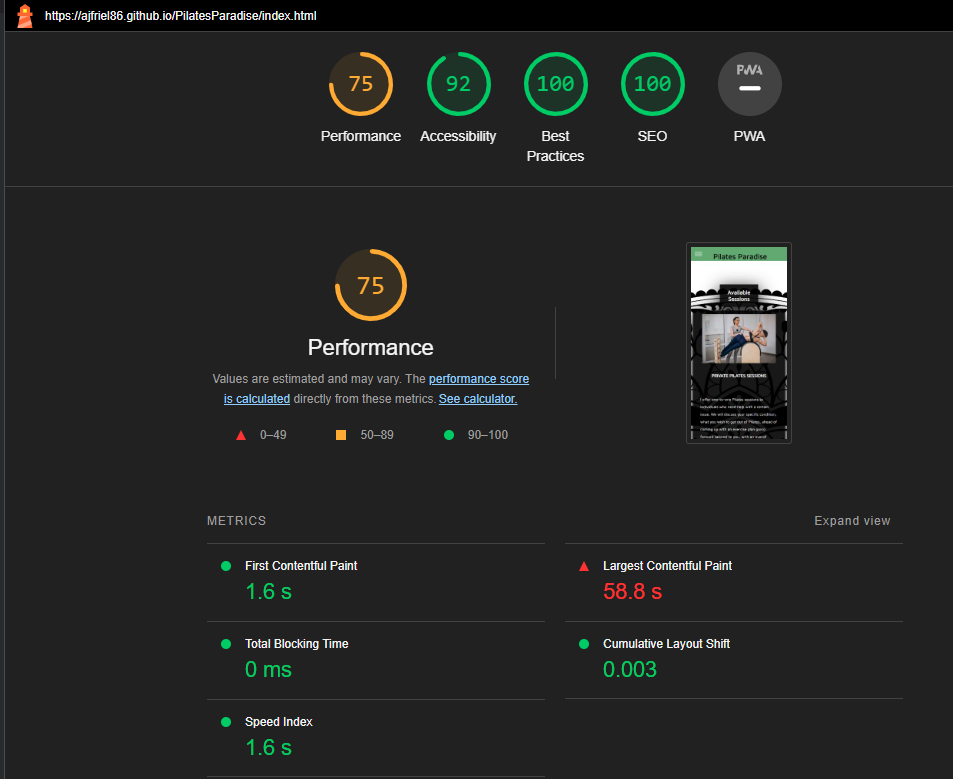 https://ajfriel86.github.io/PilatesParadise/index.html
75
92
100
100
PWA
Performance
Accessibility
Best
Practices
SEO
PWA
75
Performance
Values are estimated and may vary. The performance score
is calculated directly from these metrics. See calculator.
0–49
50–89
90–100
Pilates Paradise
Available
Sessions
PRIVATE PILATES SESSIONS
METRICS
Expand view
First Contentful Paint
1.6 s
Largest Contentful Paint
58.8 s
Total Blocking Time
0 ms
Cumulative Layout Shift
0.003
Speed Index
1.6 s